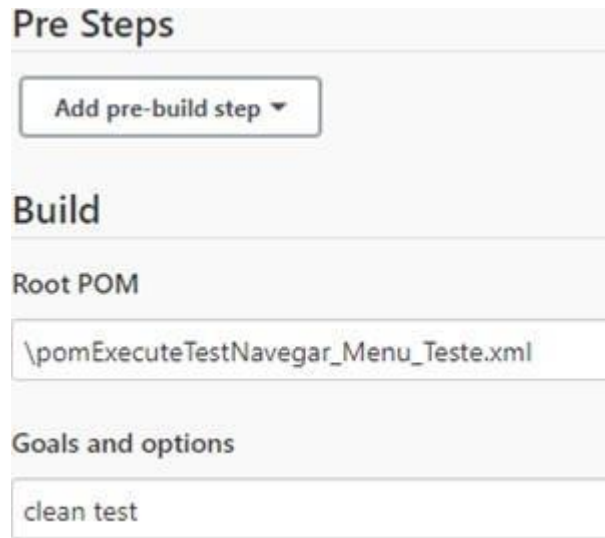 Pre Steps
Add pre-build step
Build
Root POM
\pomExecuteTestNavegar_Menu_Teste.xml
Goals and options
clean test